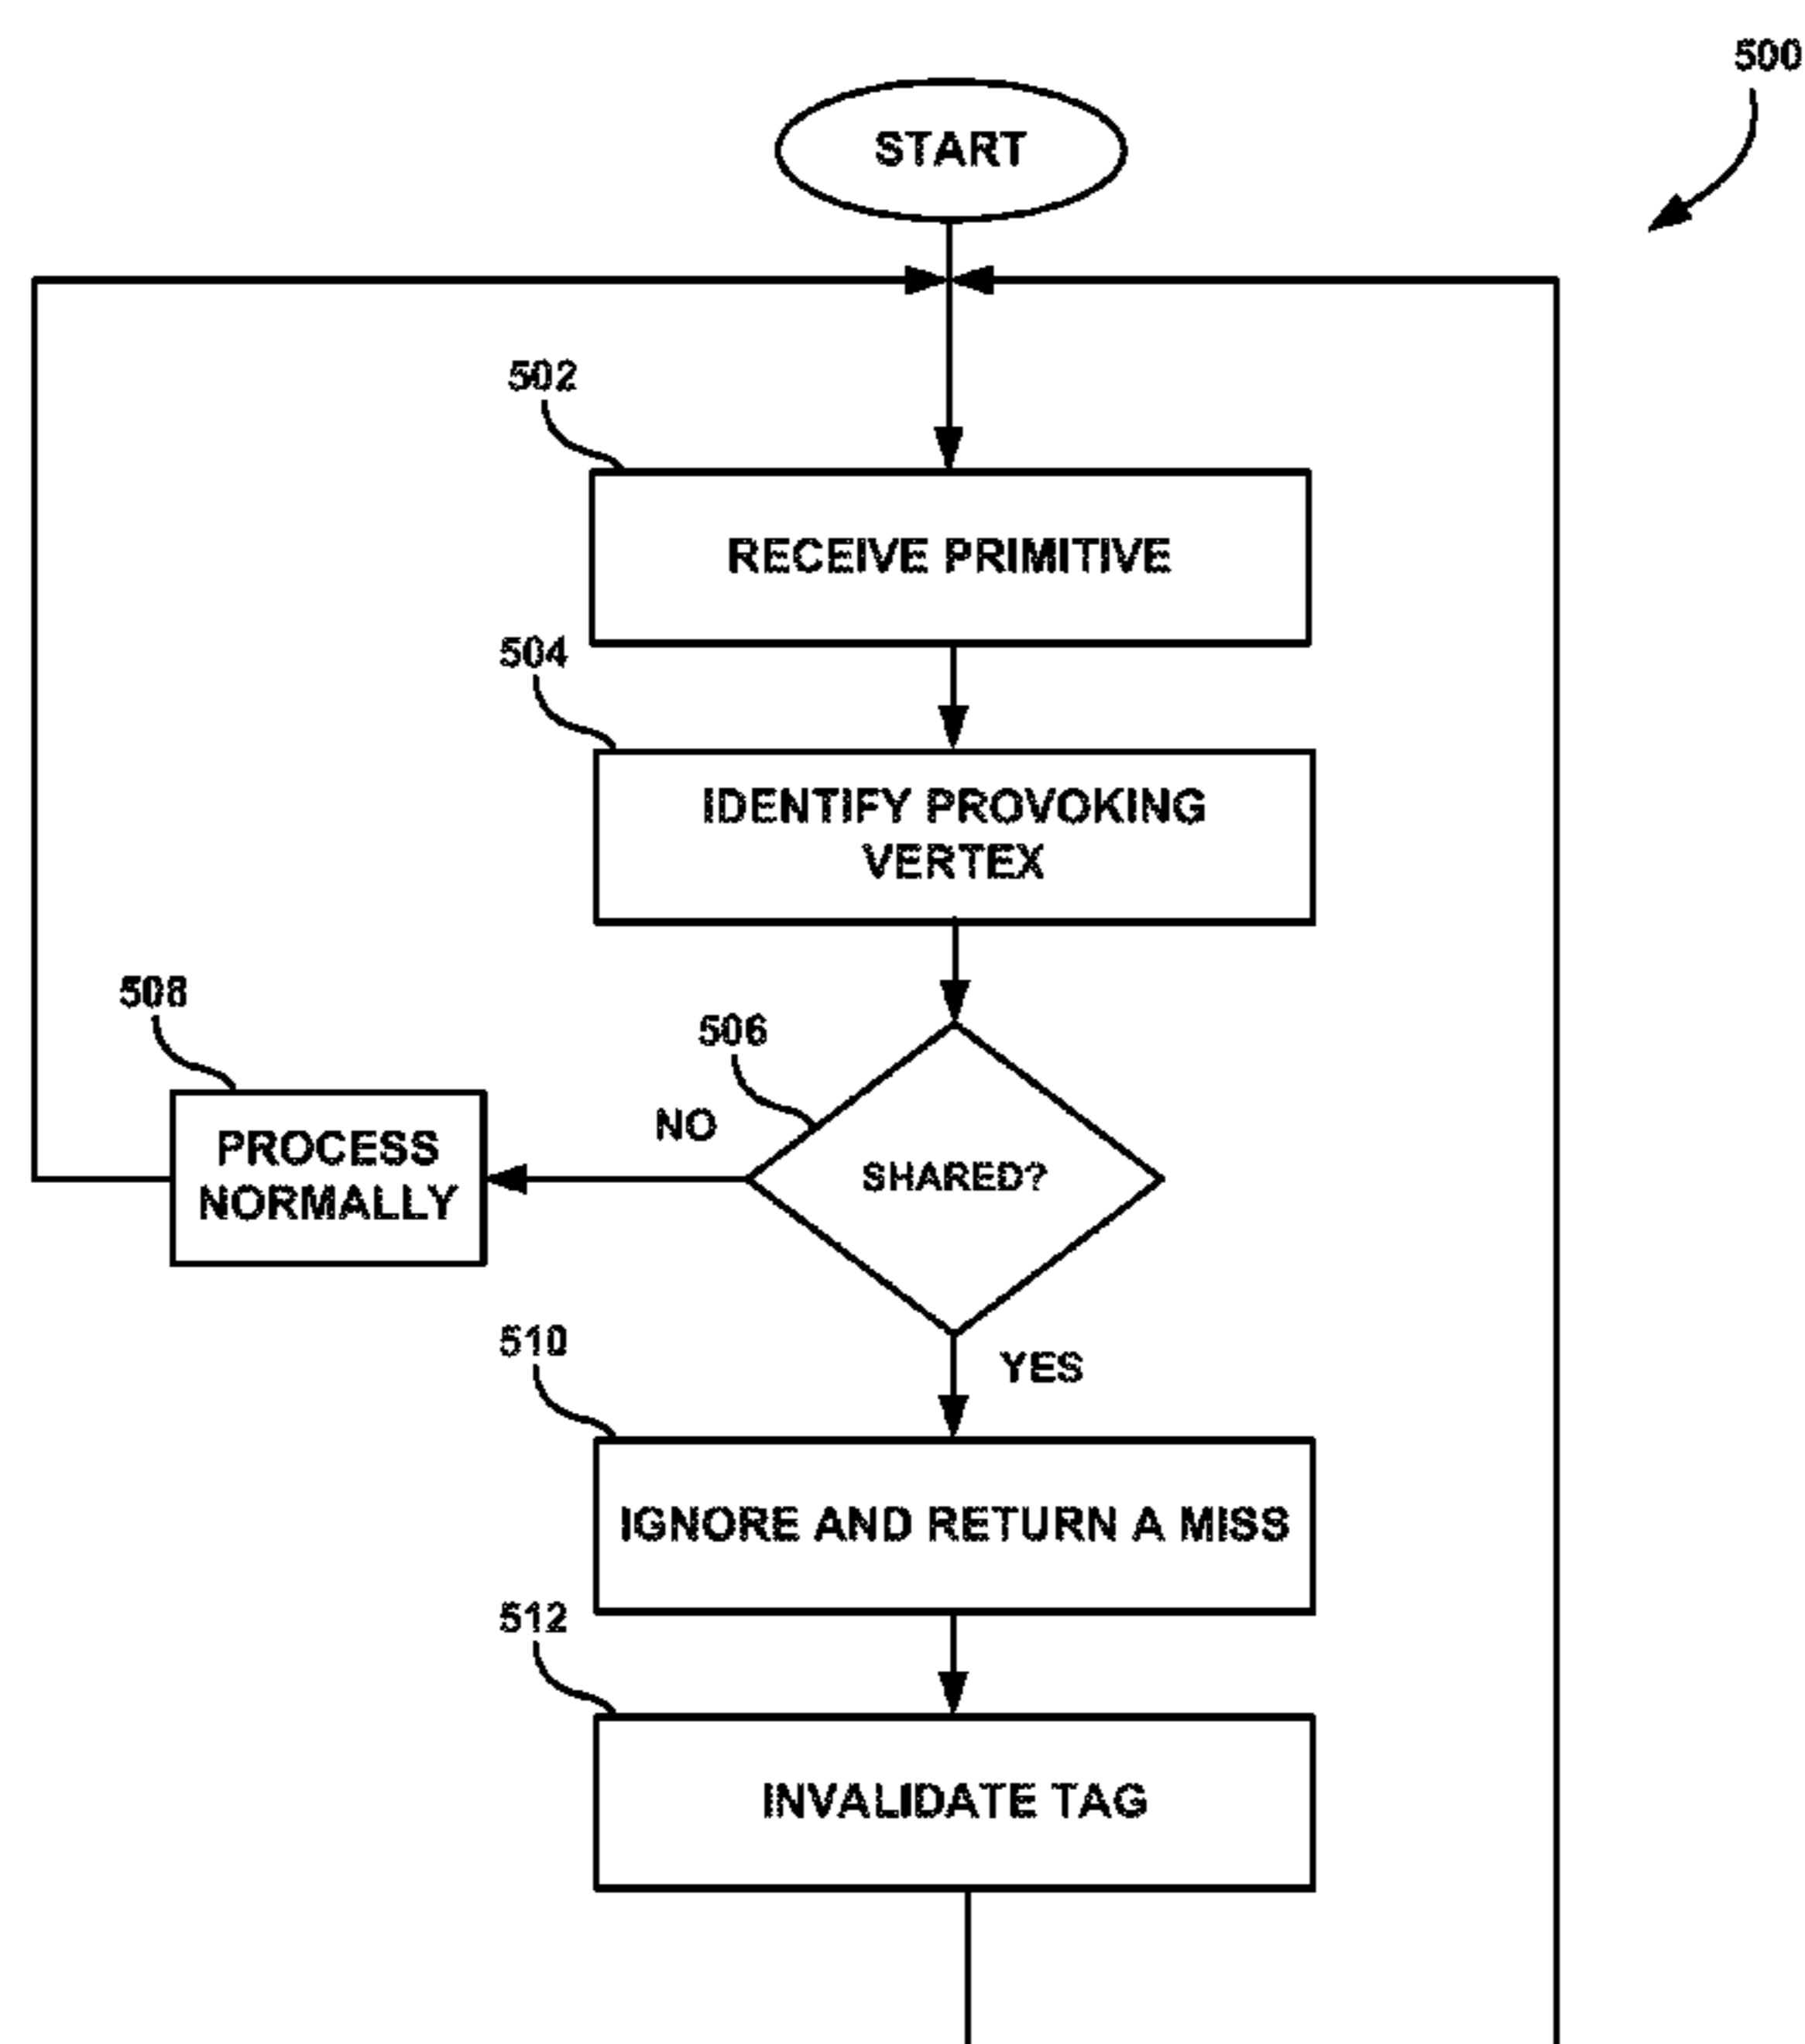 500
START
502
RECEIVE PRIMITIVE
504
IDENTIFY PROVOKING
VERTEX
508
506
NO
PROCESS
NORMALLY
SHARED?
510
YES
IGNORE AND RETURN A MISS
512
INVALIDATE TAG